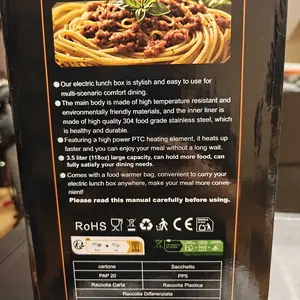 Our electric lunch box is stylish and easy to use for
multi-scenario comfort dining.
The main body is made of high temperature resistant and
environmentally friendly materials, and the inner liner is
made of high quality 304 food grade stainless steel, which
is healthy and durable.
Featuring a high power PTC heating element, it heats up
faster and you can enjoy your meal without a long wait.
3.5 liter (118oz) large capacity, can hold more food, can
fully satisfy your dining needs.
Comes with a food warmer bag, convenient to carry your
electric lunch box anywhere, make your meal more conve-
nient!
Please read this manual carefully before using.
RoHS
cartone Sacchetto
PAP 20 PP5
Raccolta Carta Raccolta Plastica
Raccolta Differenziata